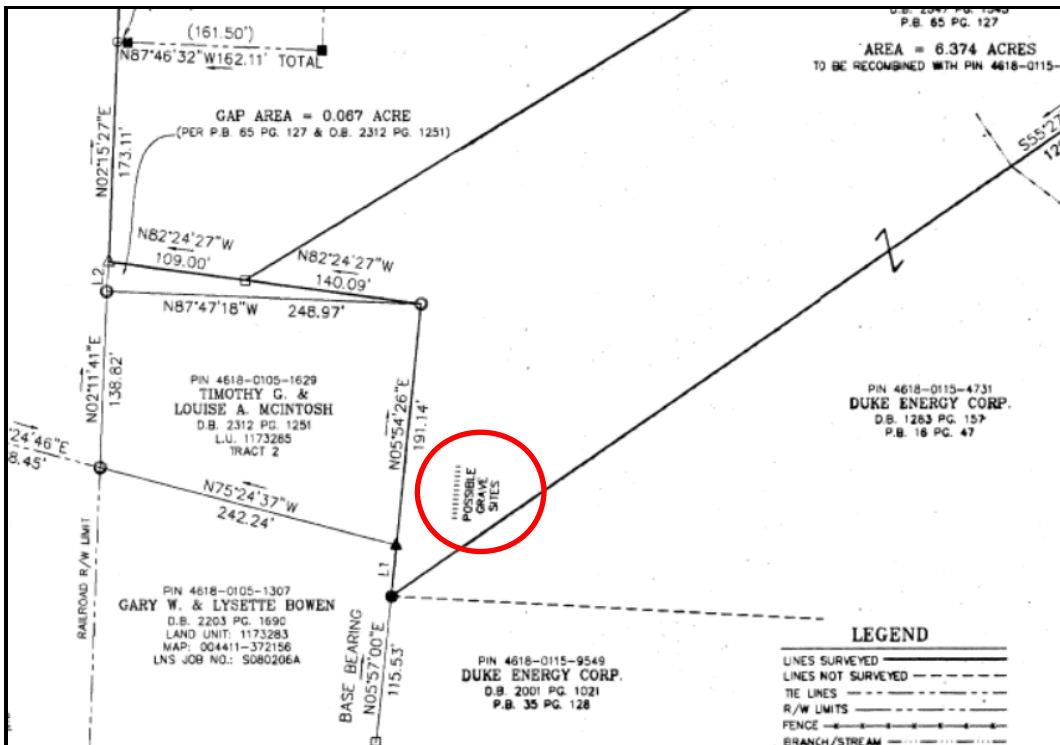 (161.50')
N87°46'32"W 162.11' TOTAL
P.B. 65 PG. 127
AREA = 6.374 ACRES
TO BE RECOMBINED WITH PIN 4618-0115-
GAP AREA = 0.067 ACRE
(PER P.B. 65 PG. 127 & D.B. 2312 PG. 1251)
N02°15'27"E
173.11'
S55°27
N82°24'27"W
109.00'
N82°24'27"W
140.09'
L2
N87°47'18"W 248.97'
N02°11'41"E
138.82'
PIN 4618-0105-1629
TIMOTHY G. &
LOUISE A. MCINTOSH
D.B. 2312 PG. 1251
L.U. 1173285
TRACT 2
N05°54'26"E
191.14'
PIN 4618-0115-4731
DUKE ENERGY CORP.
D.B. 1283 PG. 157
P.B. 16 PG. 47
°24'46"E
8.45'
POSSIBLE
GRAVE
SITES
N75°24'37"W
242.24'
RAILROAD R/W LIMIT
L1
PIN 4618-0105-1307
GARY W. & LYSETTE BOWEN
D.B. 2203 PG. 1690
LAND UNIT: 1173283
MAP: 004411-372156
LNS JOB NO.: S080206A
BASE BEARING
N05°57'00"E
115.53'
PIN 4618-0115-9549
DUKE ENERGY CORP.
D.B. 2001 PG. 1021
P.B. 35 PG. 128
LEGEND
LINES SURVEYED
LINES NOT SURVEYED
TIE LINES
R/W LIMITS
FENCE
BRANCH/STREAM